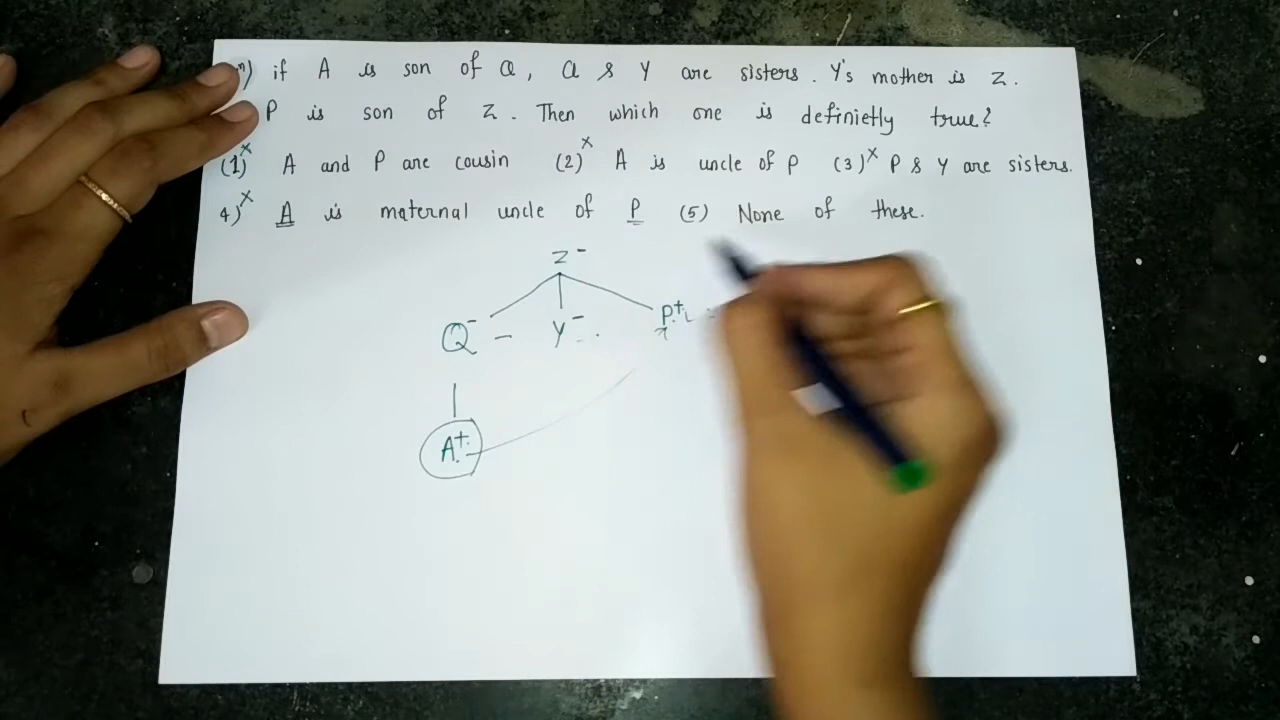 if A is son of Q, Q & Y are sisters. Y's mother is Z.
P is son of Z. Then which one is definietly true?
(1)x A and P are cousin (2)x A is uncle of P (3)x P & Y are sisters.
4)x A is maternal uncle of P (5) None of these.
Z-
Q- - Y- P+
A+